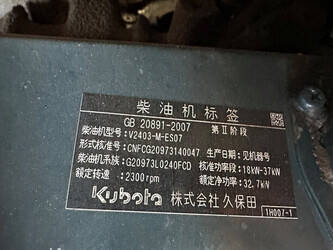 柴油机标签
GB 20891-2007 第Ⅱ阶段
柴油机型号: V2403-M-ES07
形式核准号: CNFCG20973140047 出厂日期: 见机器号
柴油机系族: G20973L0240FCD 核准功率段: 18kW-37kW
额定转速: 2300rpm 额定净功率: 32.7kW
Kubota 株式会社久保田
1H007-1